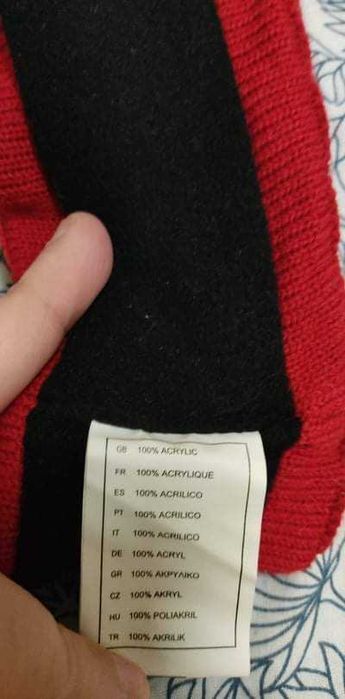 GB 100% ACRYLIC
FR 100% ACRYLIQUE
ES 100% ACRILICO
PT 100% ACRILICO
IT 100% ACRILICO
DE 100% ACRYL
GR 100% ΑΚΡΥΛΙΚΟ
CZ 100% AKRYL
HU 100% POLIAKRIL
TR 100% AKRILIK